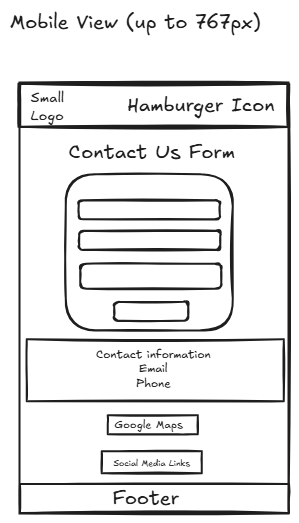 Mobile View (up to 767px)
Small
Logo
Hamburger Icon
Contact Us Form
Contact information
Email
Phone
Google Maps
Social Media Links
Footer